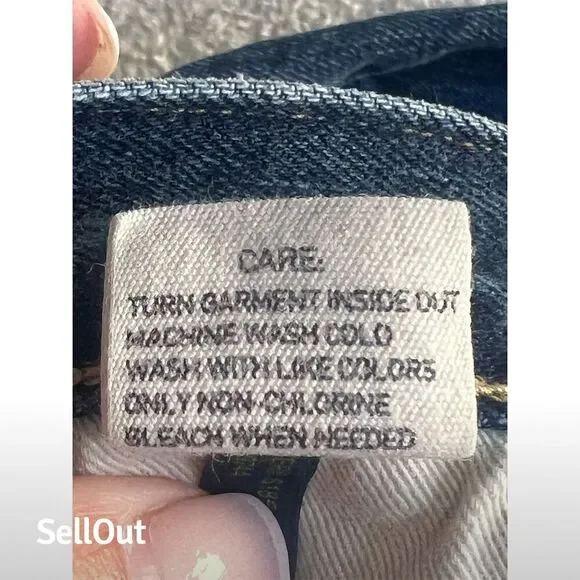 CARE:
TURN GARMENT INSIDE OUT
MACHINE WASH COLD
WASH WITH LIKE COLORS
ONLY NON-CHLORINE
BLEACH WHEN NEEDED
SellOut